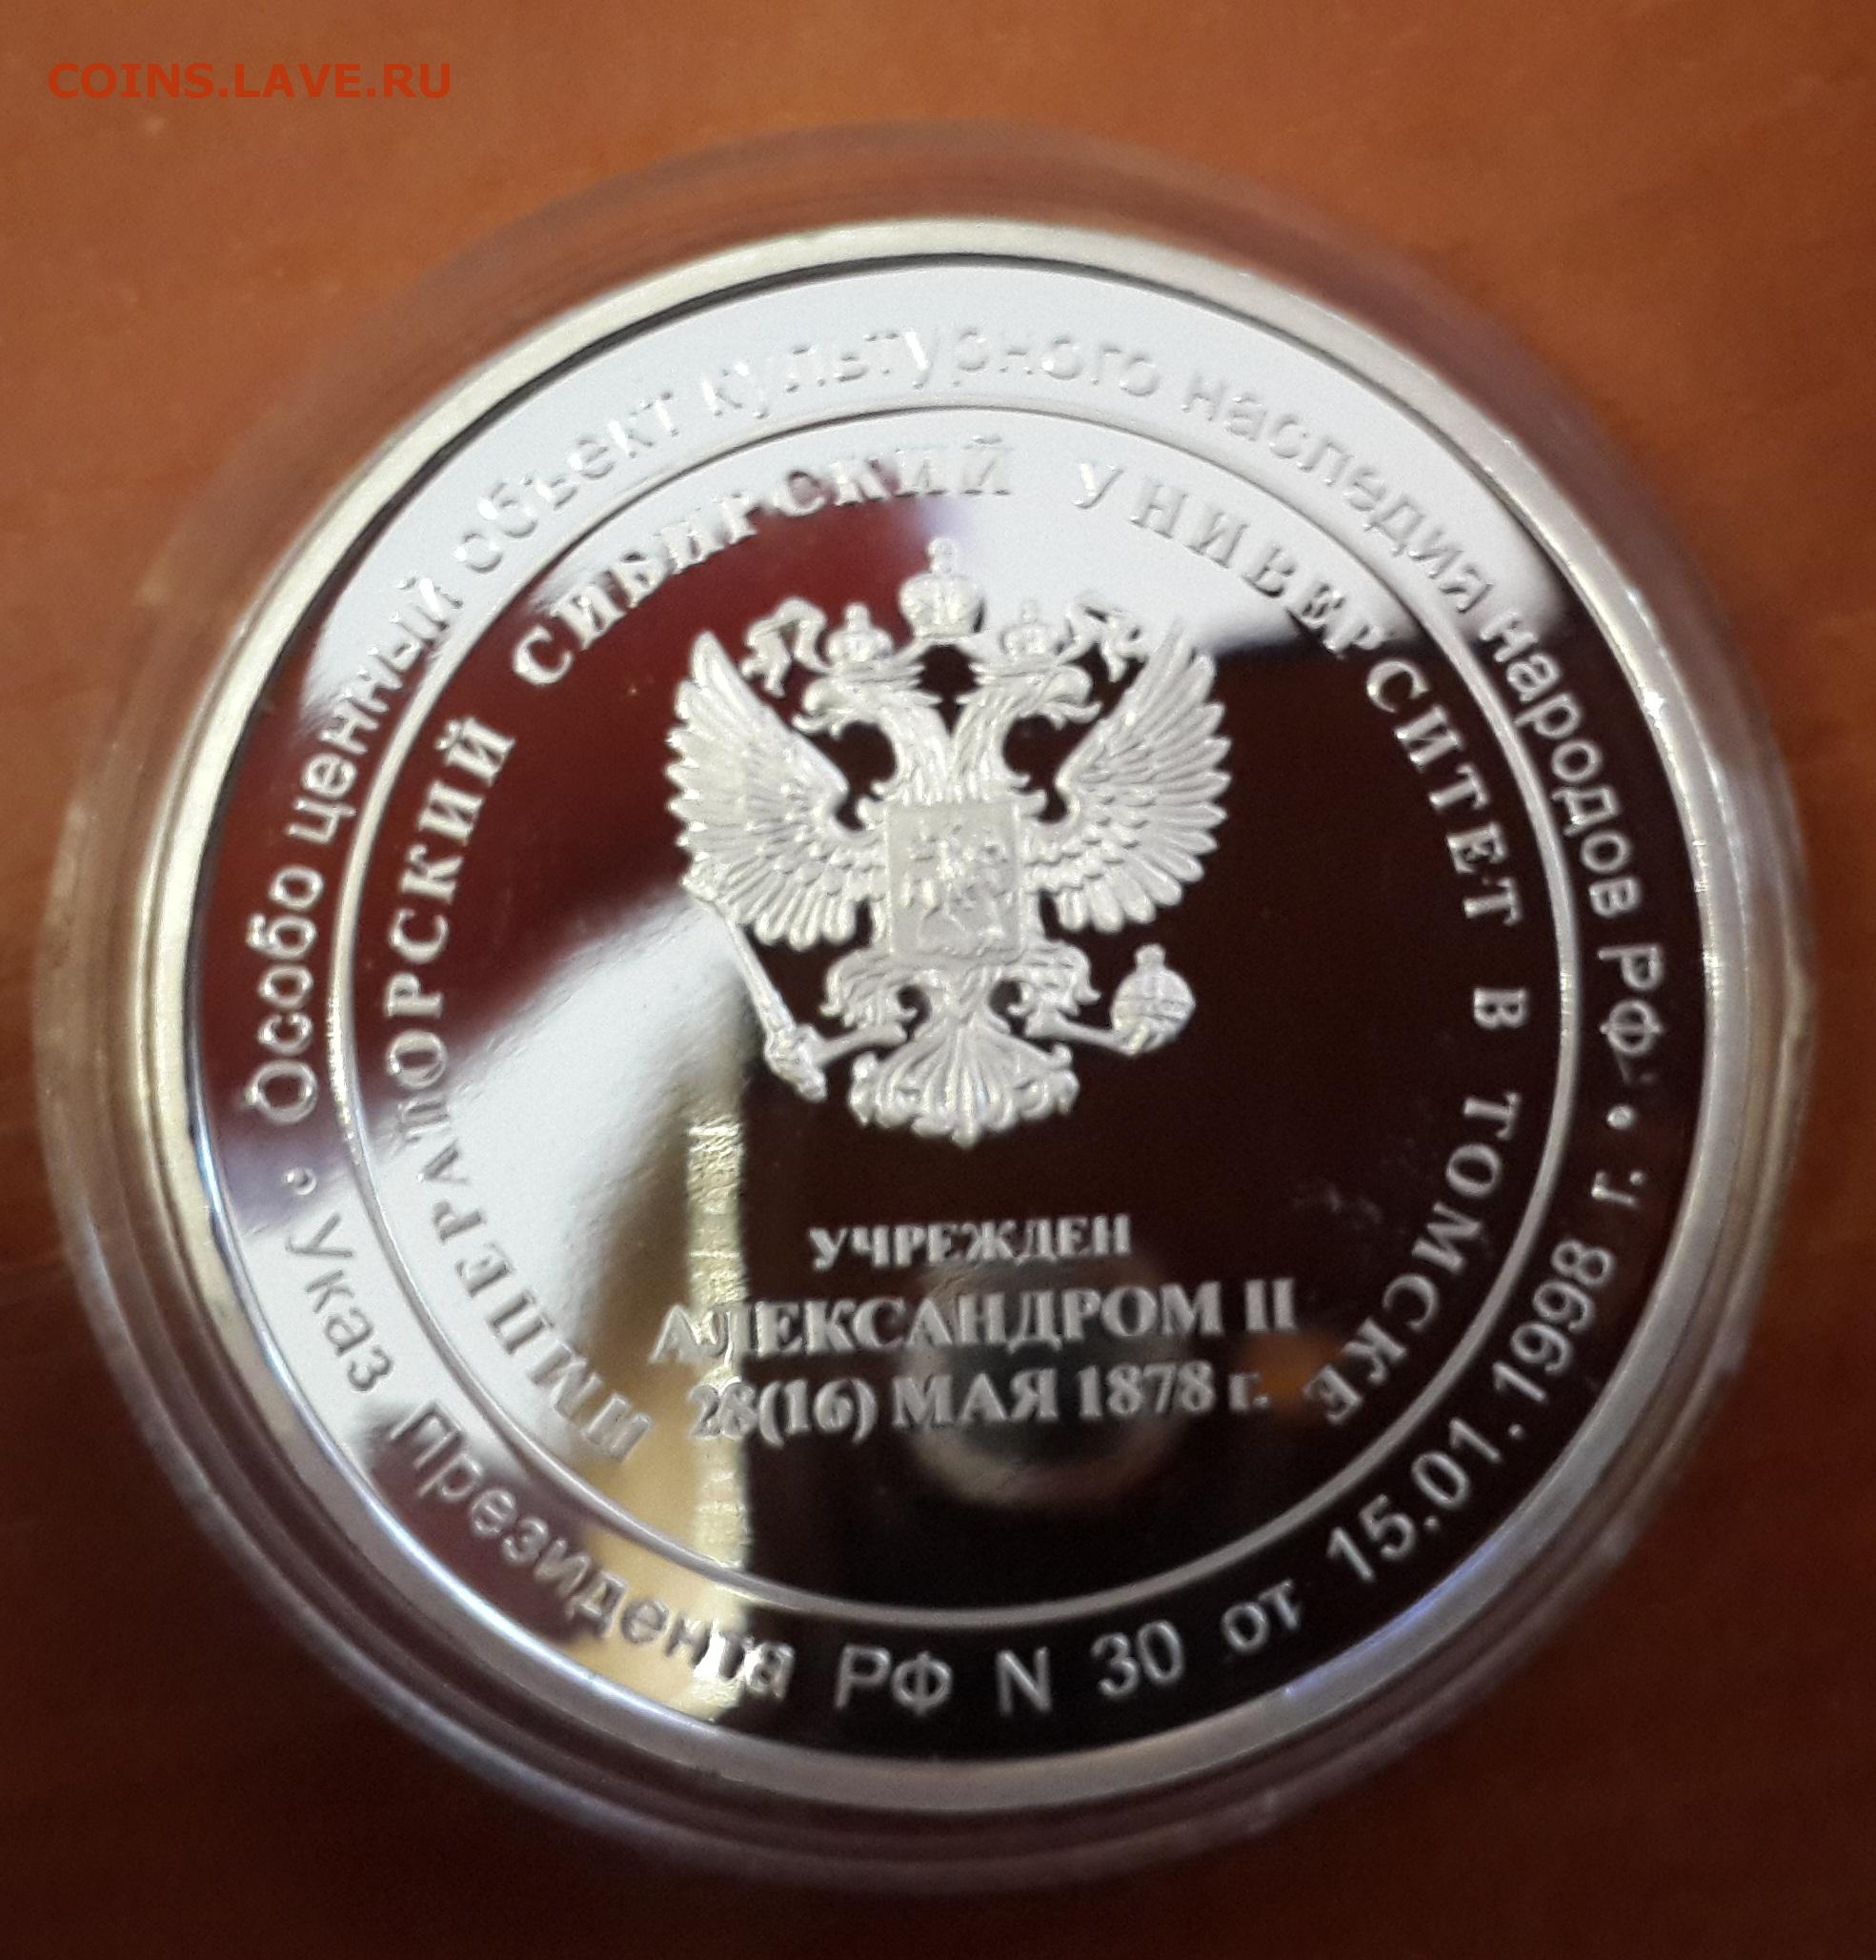 COINS.LAVE.RU
Особо ценный объект культурного наследия народов РФ
• Указ Президента РФ N 30 от 15.01.1998 г. •
ИМПЕРАТОРСКИЙ СИБИРСКИЙ УНИВЕРСИТЕТ В ТОМСКЕ
УЧРЕЖДЕН
АЛЕКСАНДРОМ II
28(16) МАЯ 1878 г.